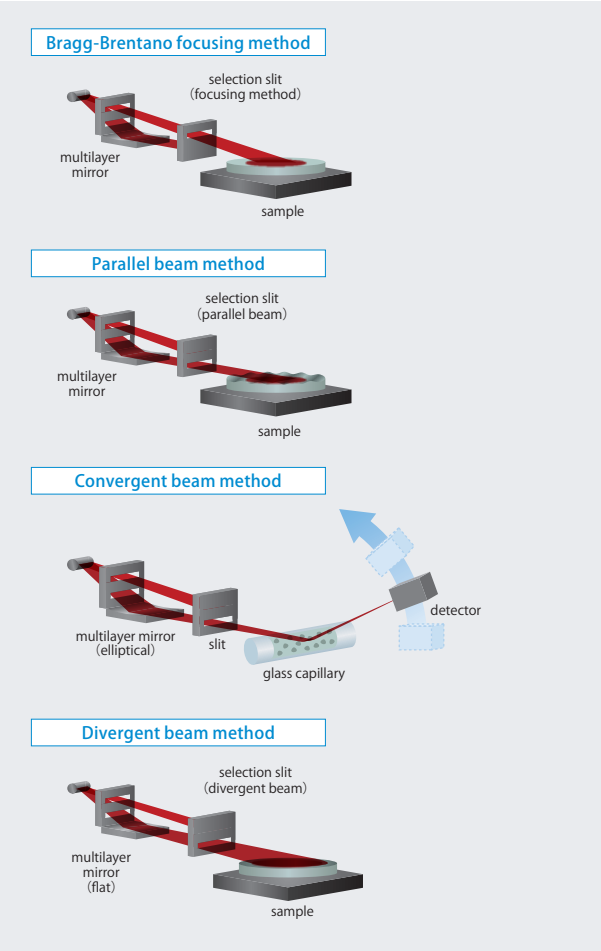 Bragg-Brentano focusing method
selection slit
(focusing method)
multilayer
mirror
sample
Parallel beam method
selection slit
(parallel beam)
multilayer
mirror
sample
Convergent beam method
detector
multilayer mirror
(elliptical)
slit
glass capillary
Divergent beam method
selection slit
(divergent beam)
multilayer
mirror
(flat)
sample